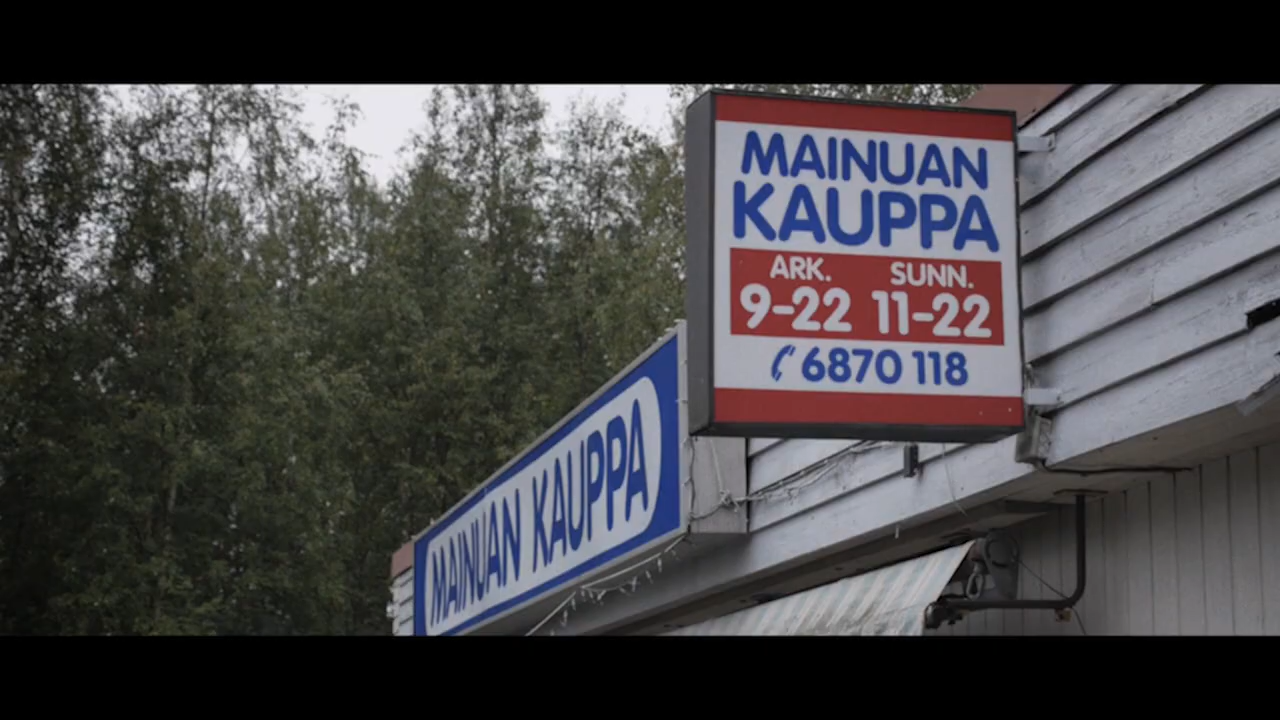 MAINUAN
KAUPPA
ARK. SUNN.
9-22 11-22
6870 118
MAINUAN KAUPPA